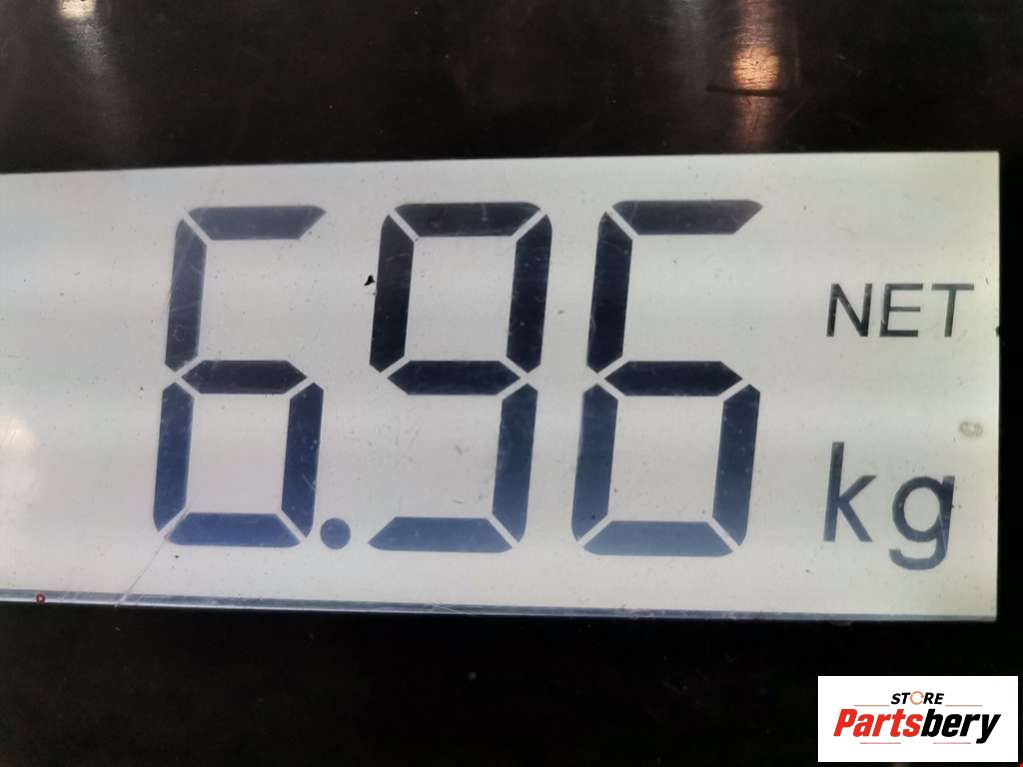 6.96
NET
kg
STORE
Partsbery